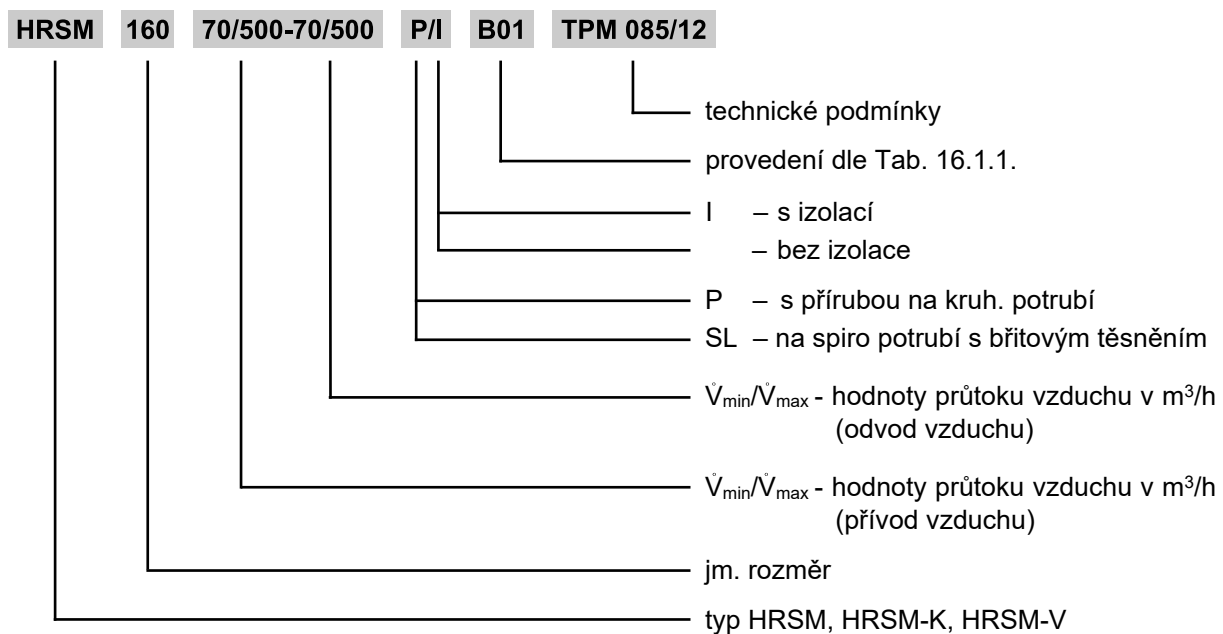 HRSM 160 70/500-70/500 P/I B01 TPM 085/12
technické podmínky
provedení dle Tab. 16.1.1.
I – s izolací
– bez izolace
P – s přírubou na kruh. potrubí
SL – na spiro potrubí s břitovým těsněním
V̊min/V̊max - hodnoty průtoku vzduchu v m³/h
(odvod vzduchu)
V̊min/V̊max - hodnoty průtoku vzduchu v m³/h
(přívod vzduchu)
jm. rozměr
typ HRSM, HRSM-K, HRSM-V